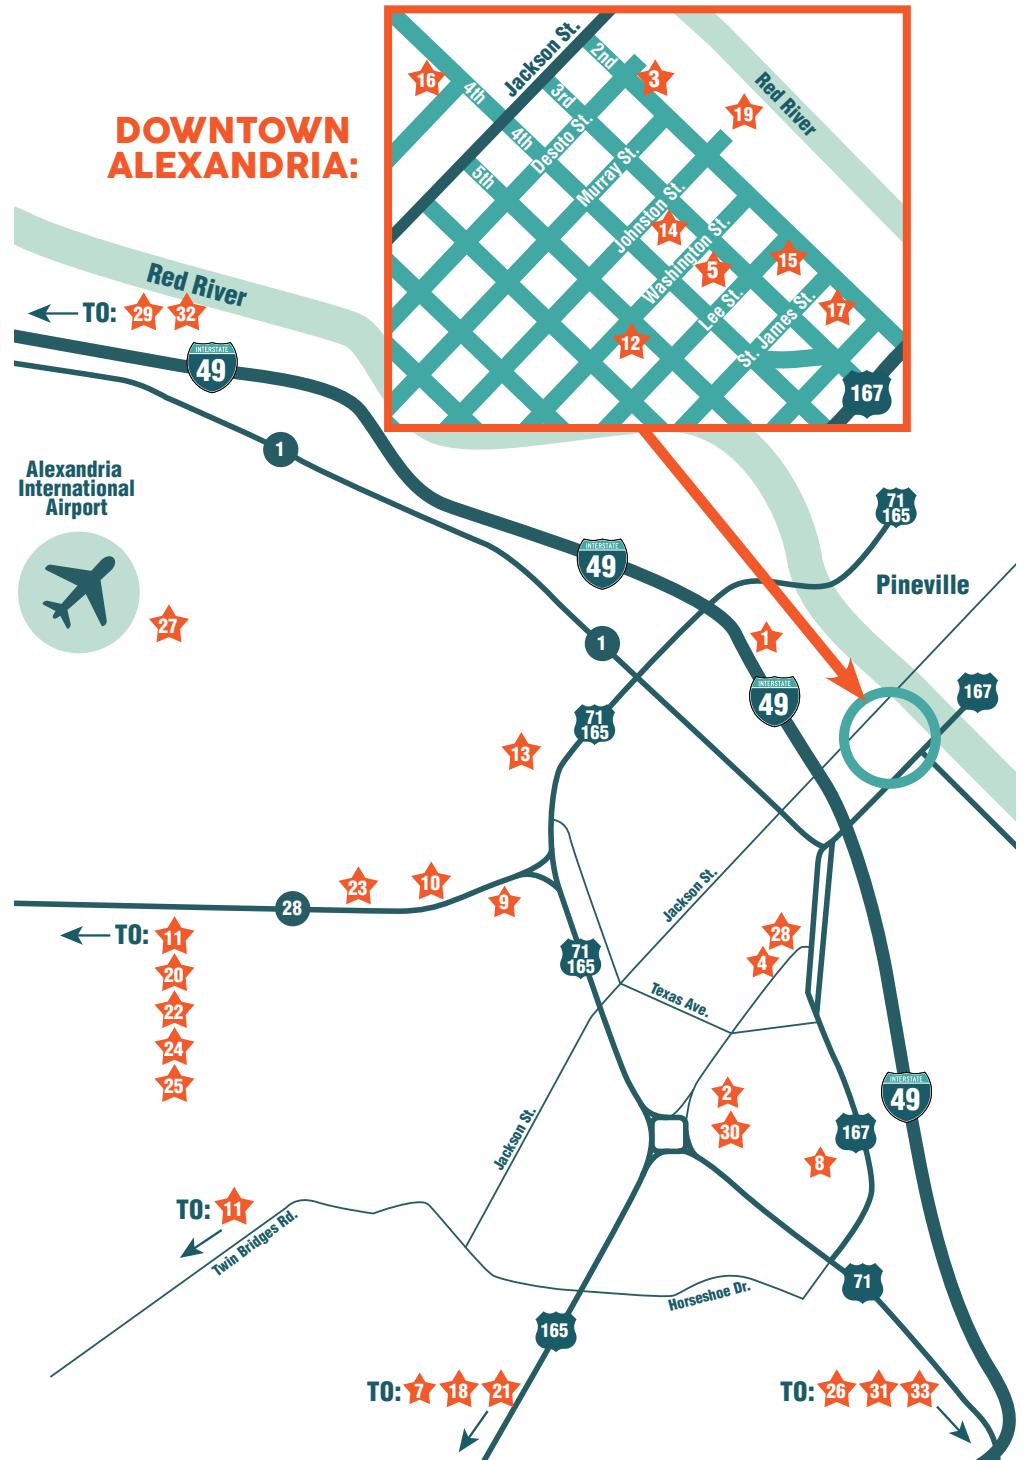 DOWNTOWN
ALEXANDRIA:
Jackson St.
2nd
3rd
4th
4th
5th
Desoto St.
Murray St.
Johnston St.
Washington St.
Lee St.
St. James St.
Red River
16
3
19
14
5
15
17
12
167
Red River
TO: 29 32
INTERSTATE
49
1
Alexandria
International
Airport
27
INTERSTATE
49
1
71
165
Pineville
1
INTERSTATE
49
167
71
165
13
23
10
9
28
Jackson St.
TO: 11
20
22
24
25
71
165
28
4
Texas Ave.
INTERSTATE
49
2
30
167
8
Jackson St.
TO: 11
Twin Bridges Rd.
Horseshoe Dr.
71
165
TO: 7 18 21
TO: 26 31 33